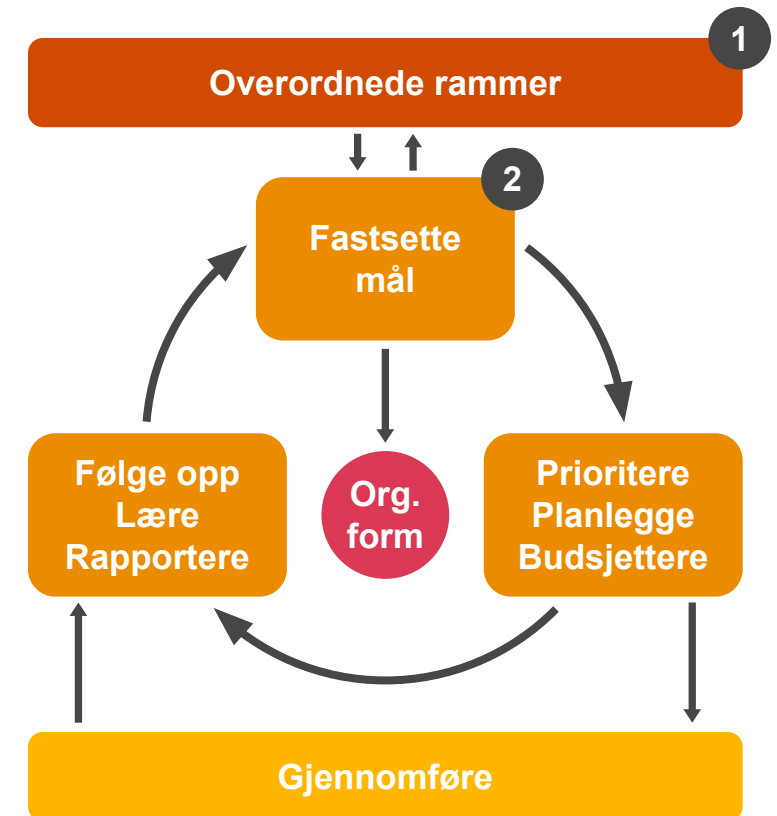 1
Overordnede rammer
2
Fastsette
mål
Følge opp
Lære
Rapportere
Org.
form
Prioritere
Planlegge
Budsjettere
Gjennomføre